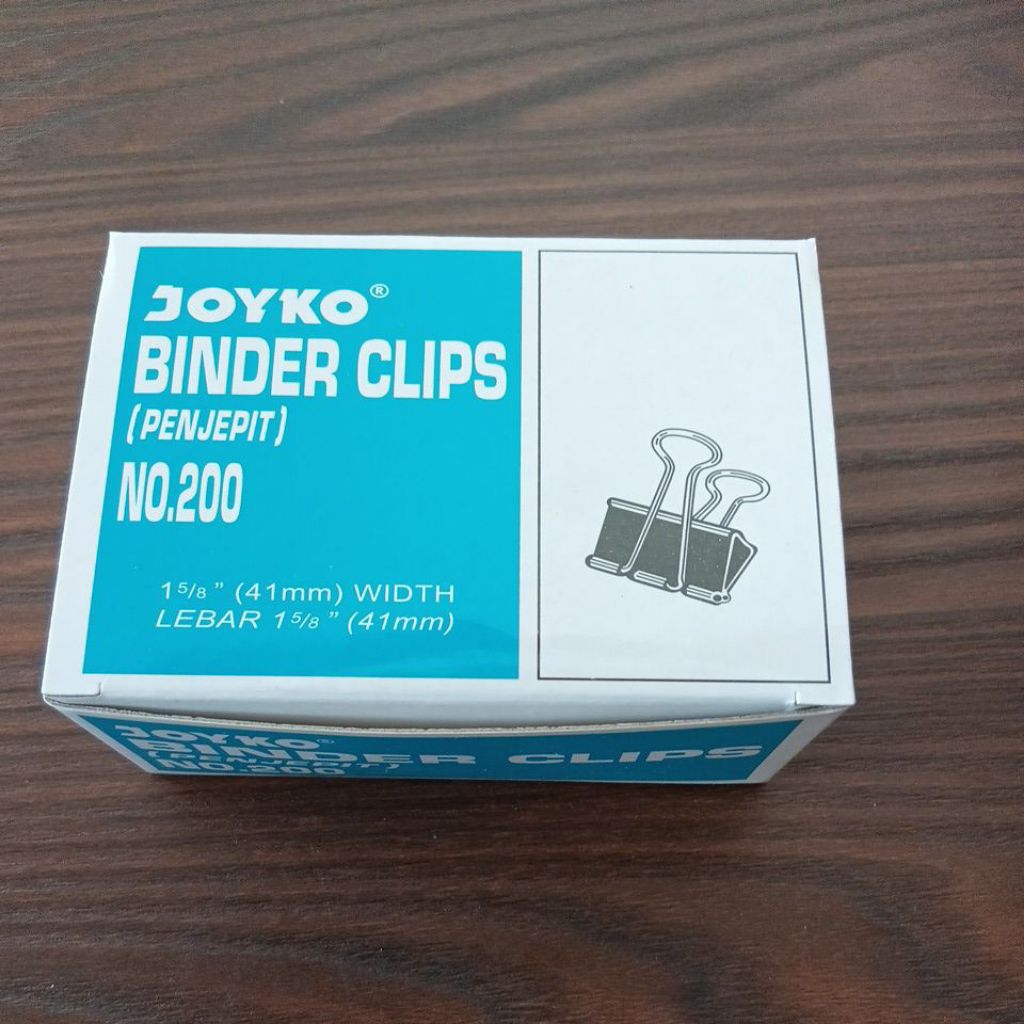 JOYKO®
BINDER CLIPS
(PENJEPIT)
NO.200
1 5/8 " (41mm) WIDTH
LEBAR 1 5/8 " (41mm)
JOYKO®
BINDER CLIPS
(PENJEPIT)
NO.200